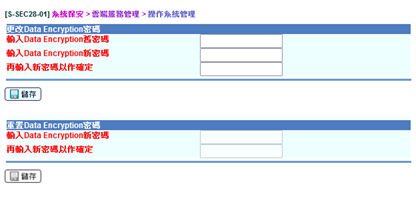 [S-SEC28-01] 系統保安 > 雲端服務管理 > 操作系統管理
更改Data Encryption密碼
輸入Data Encryption舊密碼
輸入Data Encryption新密碼
再輸入新密碼以作確定
儲存
重置Data Encryption密碼
輸入Data Encryption新密碼
再輸入新密碼以作確定
儲存